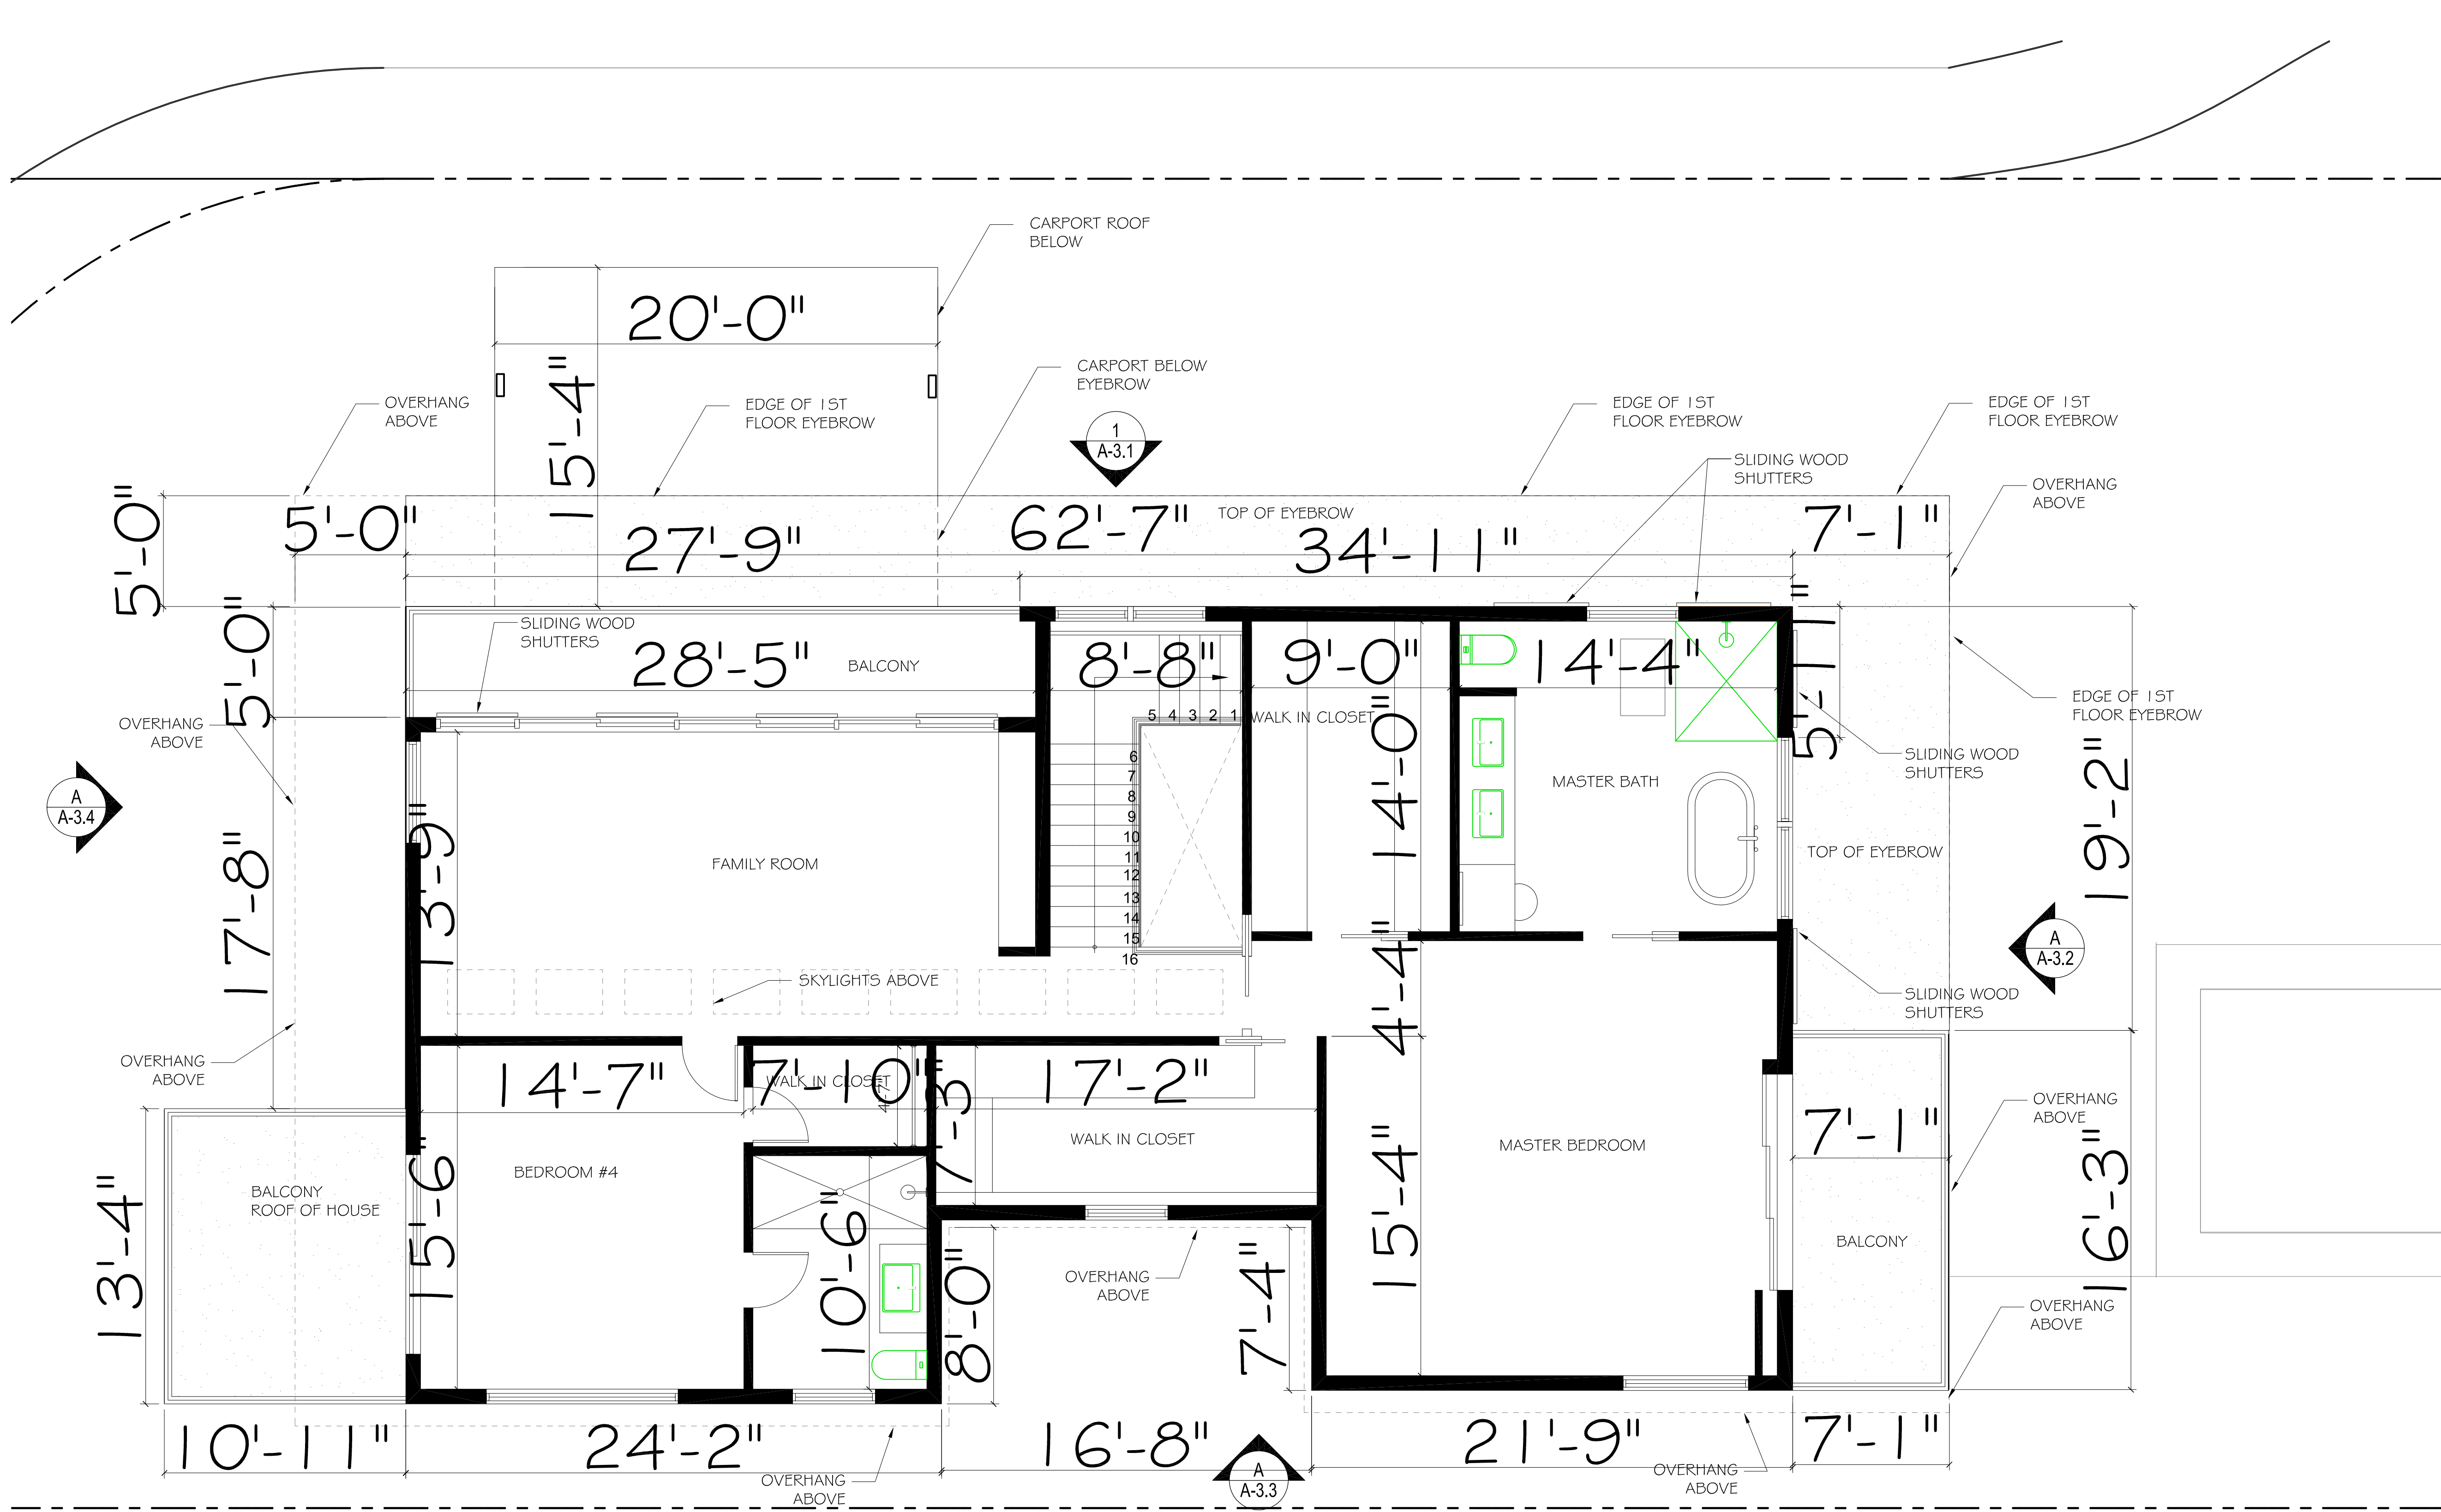 CARPORT ROOF
BELOW
20'-0"
15'-4"
CARPORT BELOW
EYEBROW
OVERHANG
ABOVE
EDGE OF 1ST
FLOOR EYEBROW
1
A-3.1
EDGE OF 1ST
FLOOR EYEBROW
EDGE OF 1ST
FLOOR EYEBROW
SLIDING WOOD
SHUTTERS
OVERHANG
ABOVE
5'-0"
5'-0"
62'-7"
TOP OF EYEBROW
7'-1"
27'-9"
34'-11"
5'-0"
SLIDING WOOD
SHUTTERS
28'-5"
BALCONY
8'-8"
9'-0"
14'-4"
5'-11"
EDGE OF 1ST
FLOOR EYEBROW
OVERHANG
ABOVE
5 4 3 2 1
WALK IN CLOSET
14'-0"
MASTER BATH
SLIDING WOOD
SHUTTERS
19'-2"
6
7
8
9
10
11
12
13
14
15
16
A
A-3.4
17'-8"
13'-9"
FAMILY ROOM
TOP OF EYEBROW
A
A-3.2
SKYLIGHTS ABOVE
4'-4"
SLIDING WOOD
SHUTTERS
OVERHANG
ABOVE
14'-7"
WALK IN CLOSET
7'-10"
7'-3"
17'-2"
WALK IN CLOSET
OVERHANG
ABOVE
7'-1"
MASTER BEDROOM
BEDROOM #4
BALCONY
ROOF OF HOUSE
13'-4"
15'-6"
10'-6"
8'-0"
OVERHANG
ABOVE
7'-4"
15'-4"
BALCONY
16'-3"
OVERHANG
ABOVE
10'-11"
24'-2"
16'-8"
21'-9"
7'-1"
OVERHANG
ABOVE
A
A-3.3
OVERHANG
ABOVE